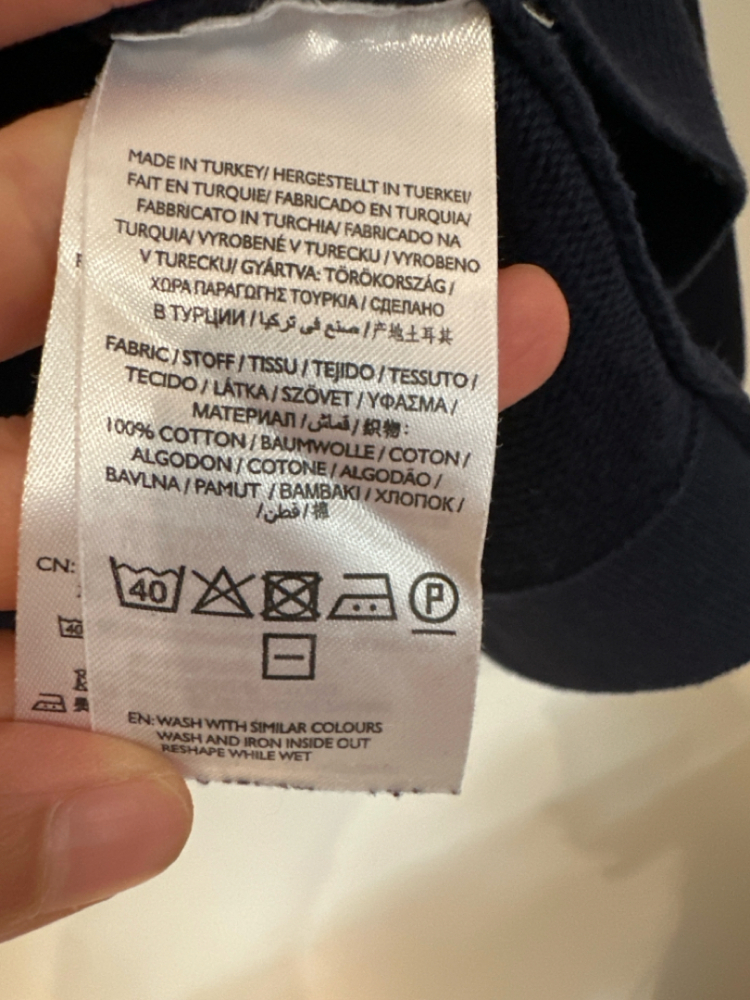 MADE IN TURKEY/ HERGESTELLT IN TUERKEI/
FAIT EN TURQUIE/ FABRICADO EN TURQUIA/
FABBRICATO IN TURCHIA/ FABRICADO NA
TURQUIA/ VYROBENÉ V TURECKU / VYROBENO
V TURECKU/ GYÁRTVA: TÖRÖKORSZÁG /
ΧΩΡΑ ΠΑΡΑΓΩΓΗΣ ΤΟΥΡΚΙΑ / СДЕЛАНО
В ТУРЦИИ / صنع في تركيا / 产地土耳其
FABRIC / STOFF / TISSU / TEJIDO / TESSUTO /
TECIDO / LÁTKA / SZÖVET / ΥΦΑΣΜΑ /
МАТЕРИАЛ / قماش / 织物:
100% COTTON / BAUMWOLLE / COTON /
ALGODON / COTONE / ALGODÃO /
BAVLNA / PAMUT / ΒΑΜΒΑΚΙ / ХЛОПОК /
/ قطن / 棉
40
P
EN: WASH WITH SIMILAR COLOURS
WASH AND IRON INSIDE OUT
RESHAPE WHILE WET
CN:
40